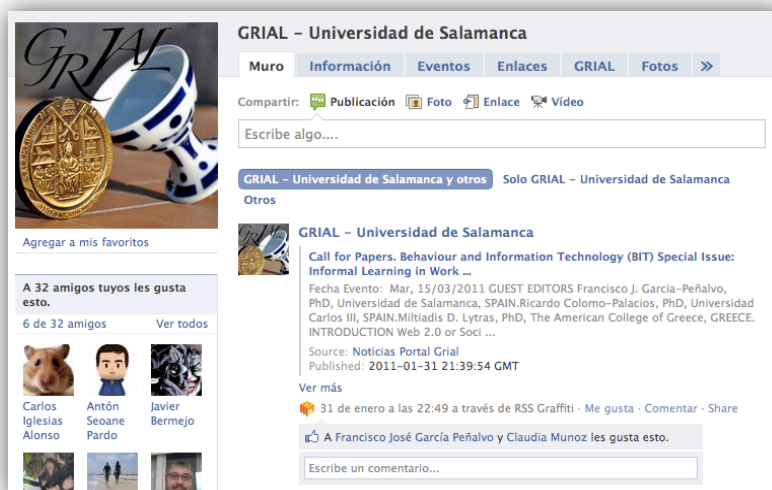 GRIAL
GRIAL – Universidad de Salamanca
Muro Información Eventos Enlaces GRIAL Fotos »
Compartir: Publicación Foto Enlace Vídeo
Escribe algo....
GRIAL – Universidad de Salamanca y otros Solo GRIAL – Universidad de Salamanca
Otros
GRIAL – Universidad de Salamanca
Call for Papers. Behaviour and Information Technology (BIT) Special Issue:
Informal Learning in Work ...
Fecha Evento: Mar, 15/03/2011 GUEST EDITORS Francisco J. Garcia-Peñalvo,
PhD, Universidad de Salamanca, SPAIN.Ricardo Colomo-Palacios, PhD, Universidad
Carlos III, SPAIN.Miltiadis D. Lytras, PhD, The American College of Greece, GREECE.
INTRODUCTION Web 2.0 or Soci ...
Source: Noticias Portal Grial
Published: 2011-01-31 21:39:54 GMT
Ver más
31 de enero a las 22:49 a través de RSS Graffiti · Me gusta · Comentar · Share
A Francisco José García Peñalvo y Claudia Munoz les gusta esto.
Escribe un comentario...
Agregar a mis favoritos
A 32 amigos tuyos les gusta
esto.
6 de 32 amigos Ver todos
Carlos
Iglesias
Alonso
Antón
Seoane
Pardo
Javier
Bermejo